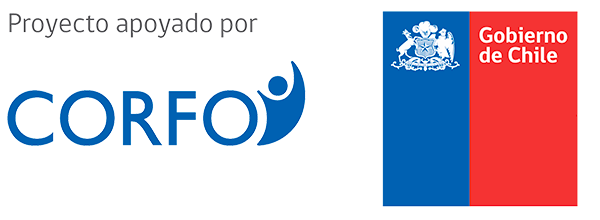 Proyecto apoyado por
CORFO
Gobierno
de Chile